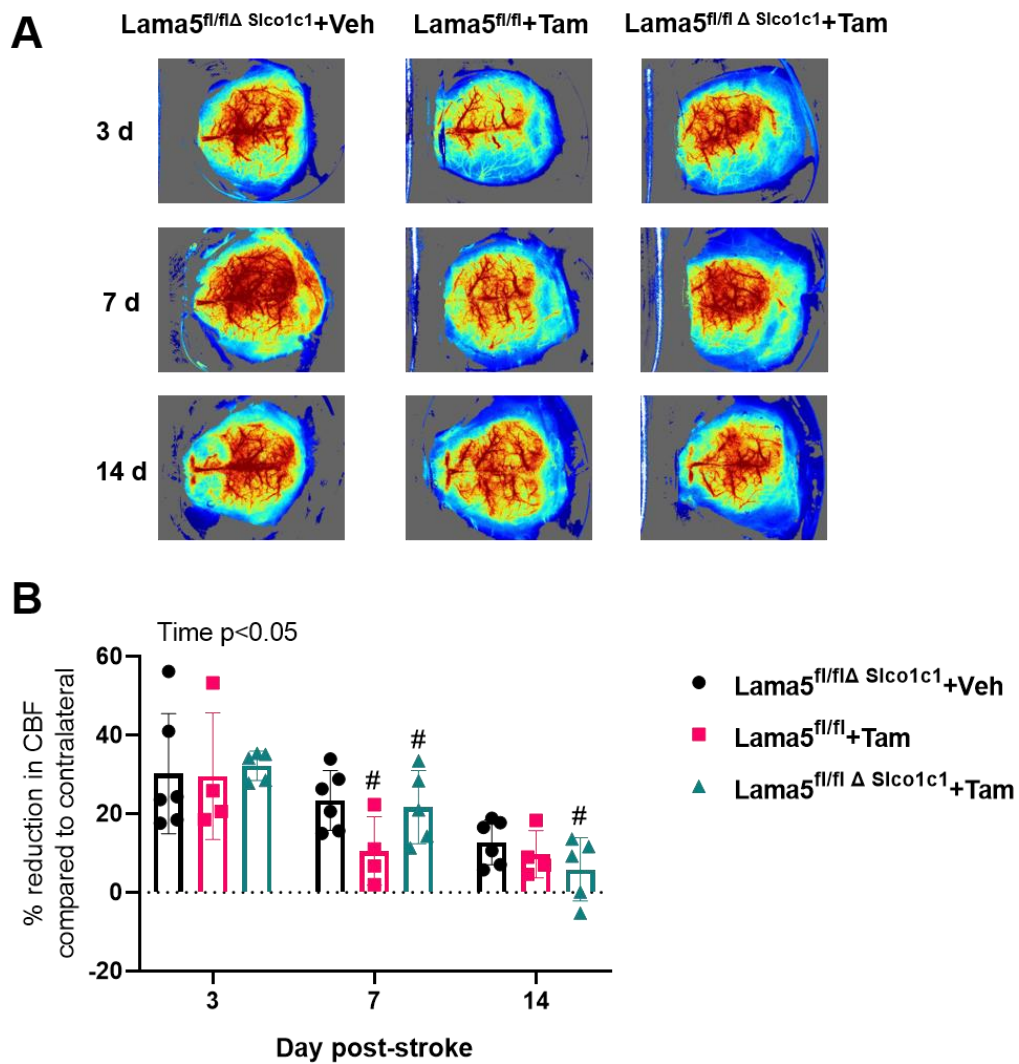 A
Lama5fl/flΔ Slco1c1+Veh
Lama5fl/fl+Tam
Lama5fl/fl Δ Slco1c1+Tam
3 d
7 d
14 d
B
Time p<0.05
% reduction in CBF
compared to contralateral
60
40
20
0
-20
#
#
#
3
7
14
Day post-stroke
Lama5fl/flΔ Slco1c1+Veh
Lama5fl/fl+Tam
Lama5fl/fl Δ Slco1c1+Tam